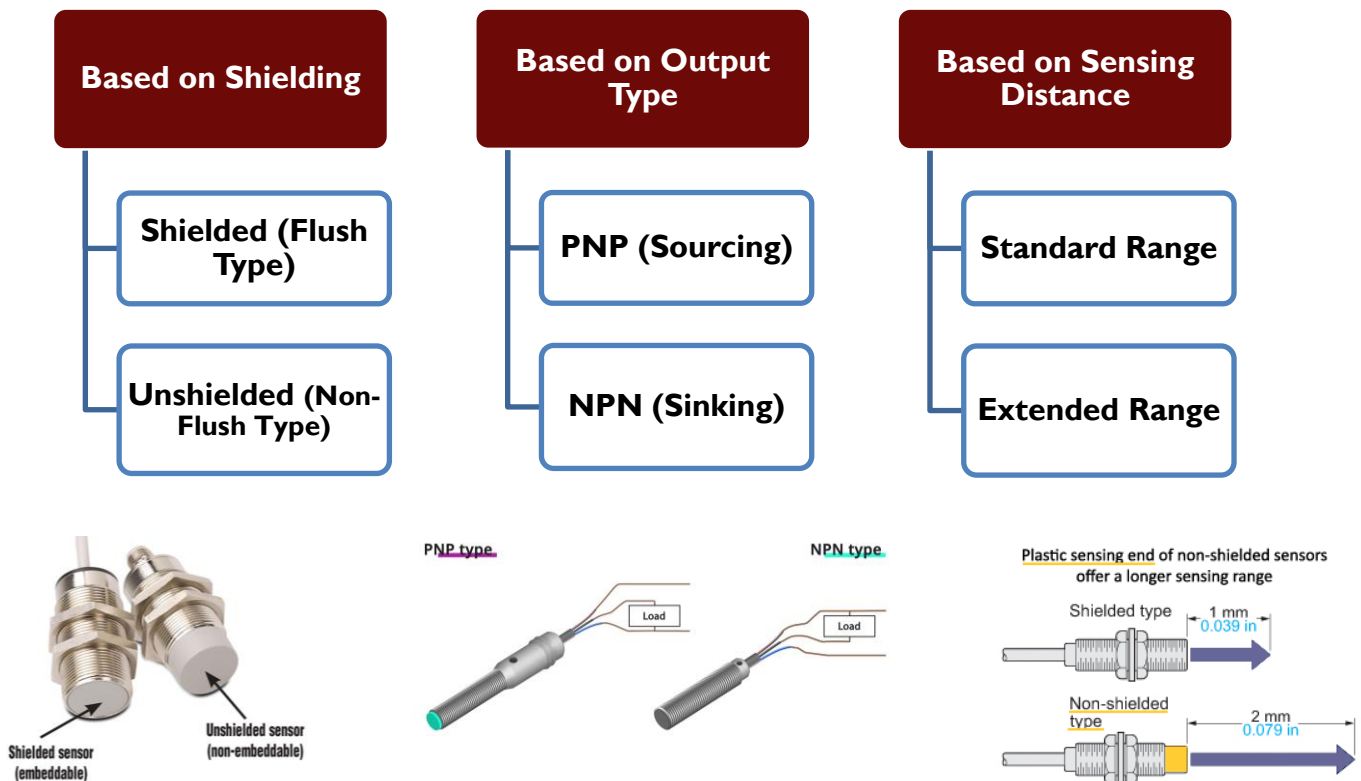 Based on Shielding
Shielded (Flush
Type)
Unshielded (Non-
Flush Type)
Based on Output
Type
PNP (Sourcing)
NPN (Sinking)
Based on Sensing
Distance
Standard Range
Extended Range
Shielded sensor
(embeddable)
Unshielded sensor
(non-embeddable)
PNP type
Load
NPN type
Load
Plastic sensing end of non-shielded sensors
offer a longer sensing range
Shielded type
1 mm
0.039 in
Non-shielded
type
2 mm
0.079 in